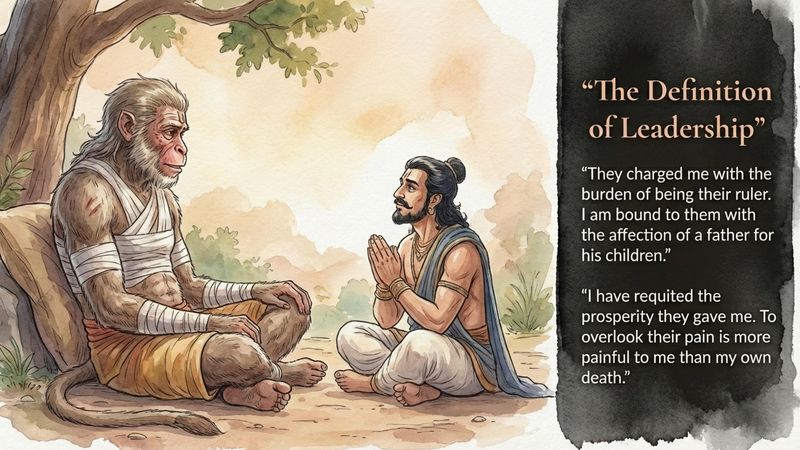 “The Definition
of Leadership”
“They charged me with the
burden of being their ruler.
I am bound to them with
the affection of a father for
his children.”
“I have requited the
prosperity they gave me. To
overlook their pain is more
painful to me than my own
death.”